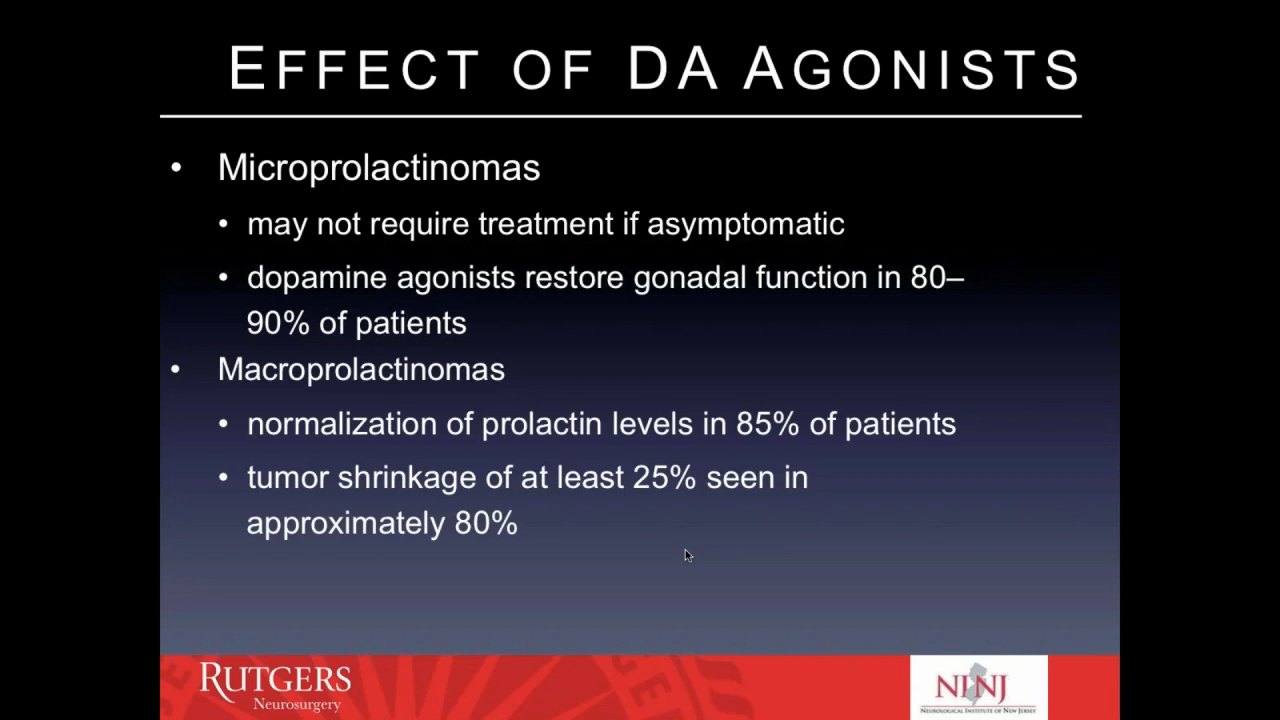 EFFECT OF DA AGONISTS
• Microprolactinomas
• may not require treatment if asymptomatic
• dopamine agonists restore gonadal function in 80–
90% of patients
• Macroprolactinomas
• normalization of prolactin levels in 85% of patients
• tumor shrinkage of at least 25% seen in
approximately 80%
RUTGERS
Neurosurgery
NINJ
NEUROLOGICAL INSTITUTE OF NEW JERSEY